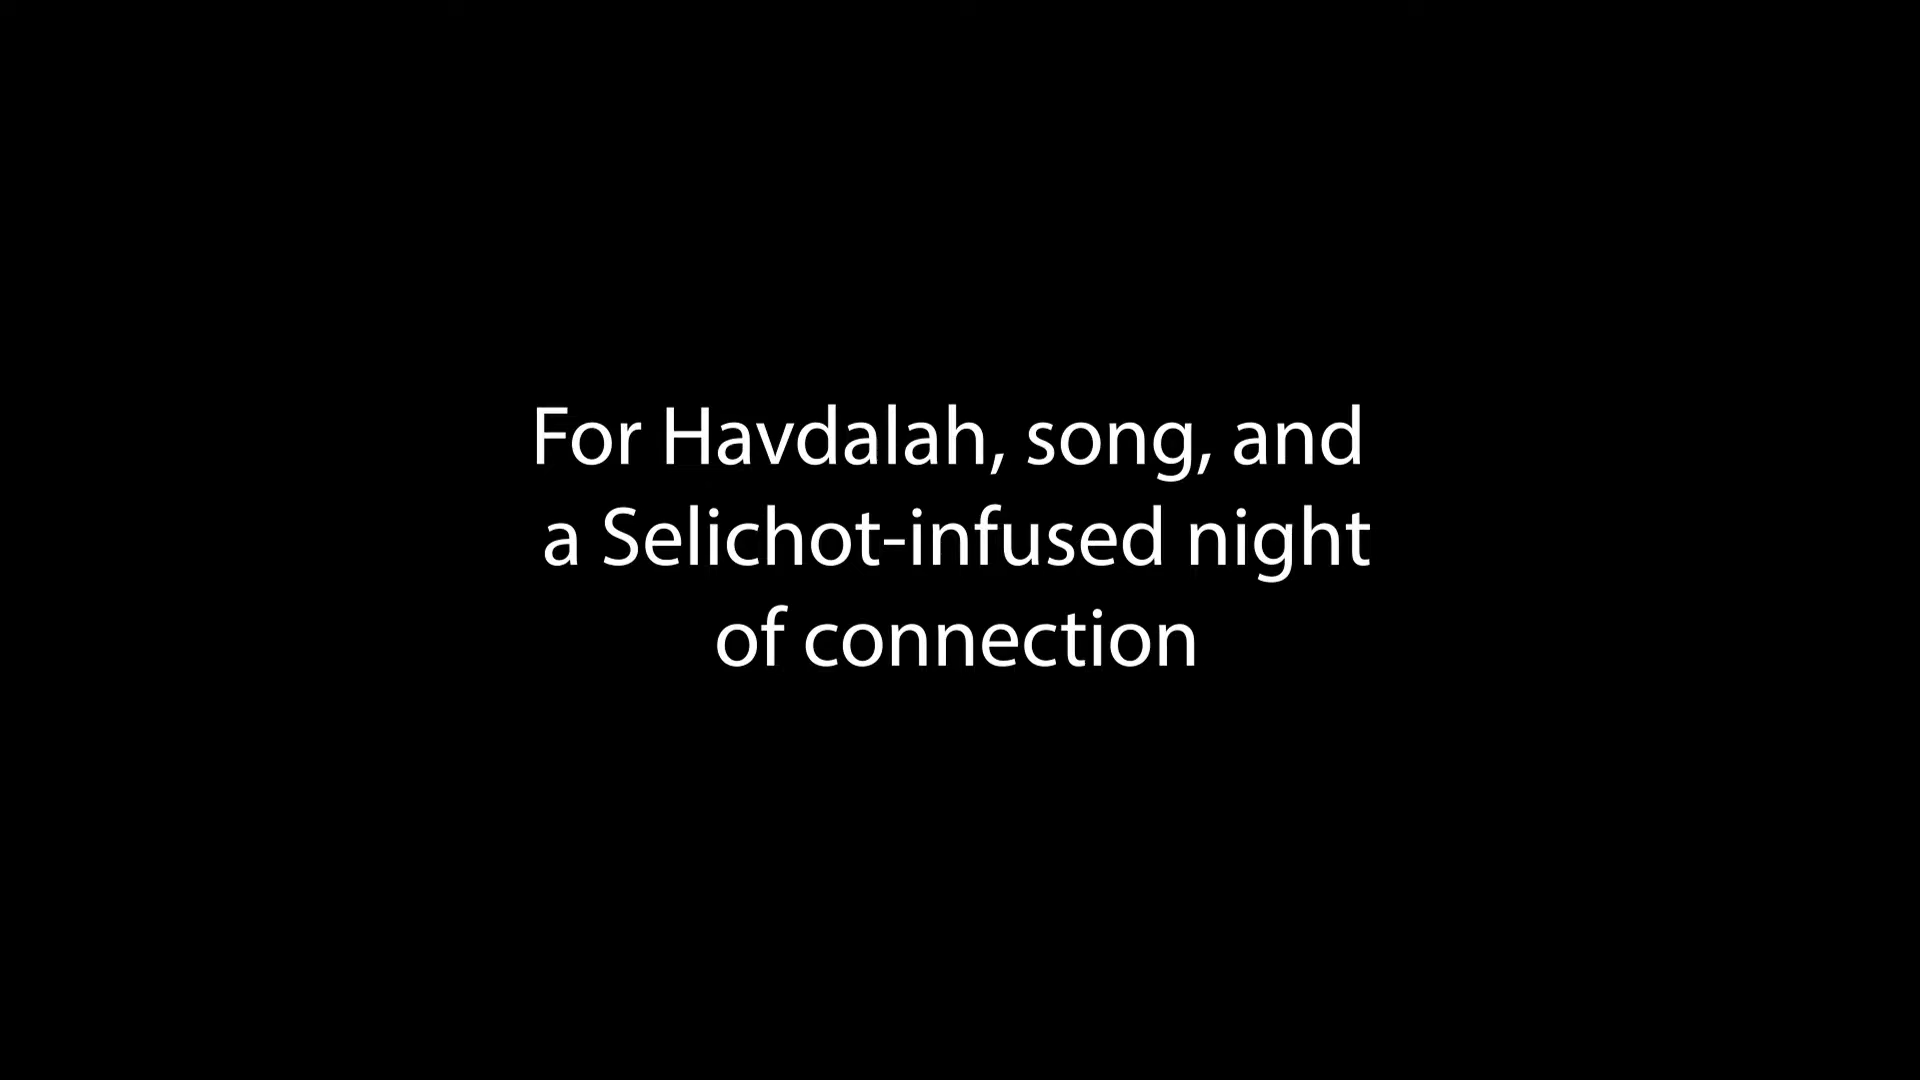 For Havdalah, song, and
a Selichot-infused night
of connection